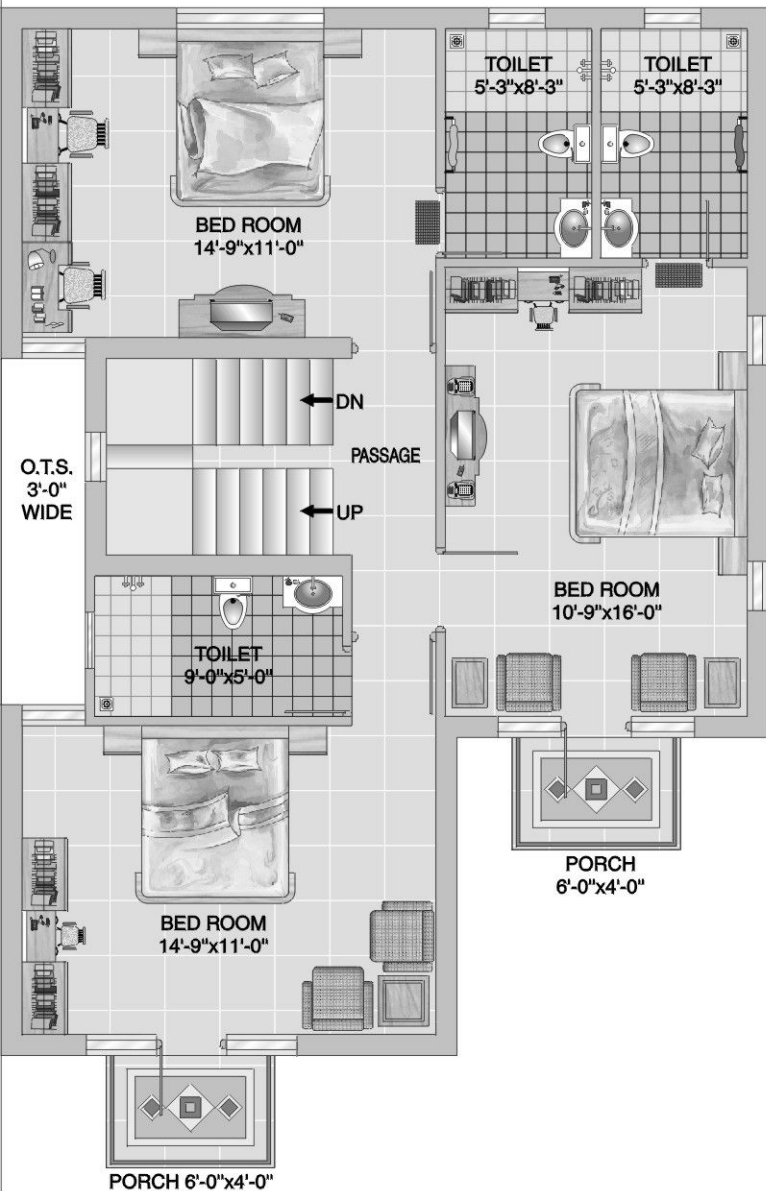 TOILET
5'-3"x8'-3"
TOILET
5'-3"x8'-3"
BED ROOM
14'-9"x11'-0"
DN
PASSAGE
O.T.S.
3'-0"
WIDE
UP
BED ROOM
10'-9"x16'-0"
TOILET
9'-0"x5'-0"
PORCH
6'-0"x4'-0"
BED ROOM
14'-9"x11'-0"
PORCH 6'-0"x4'-0"